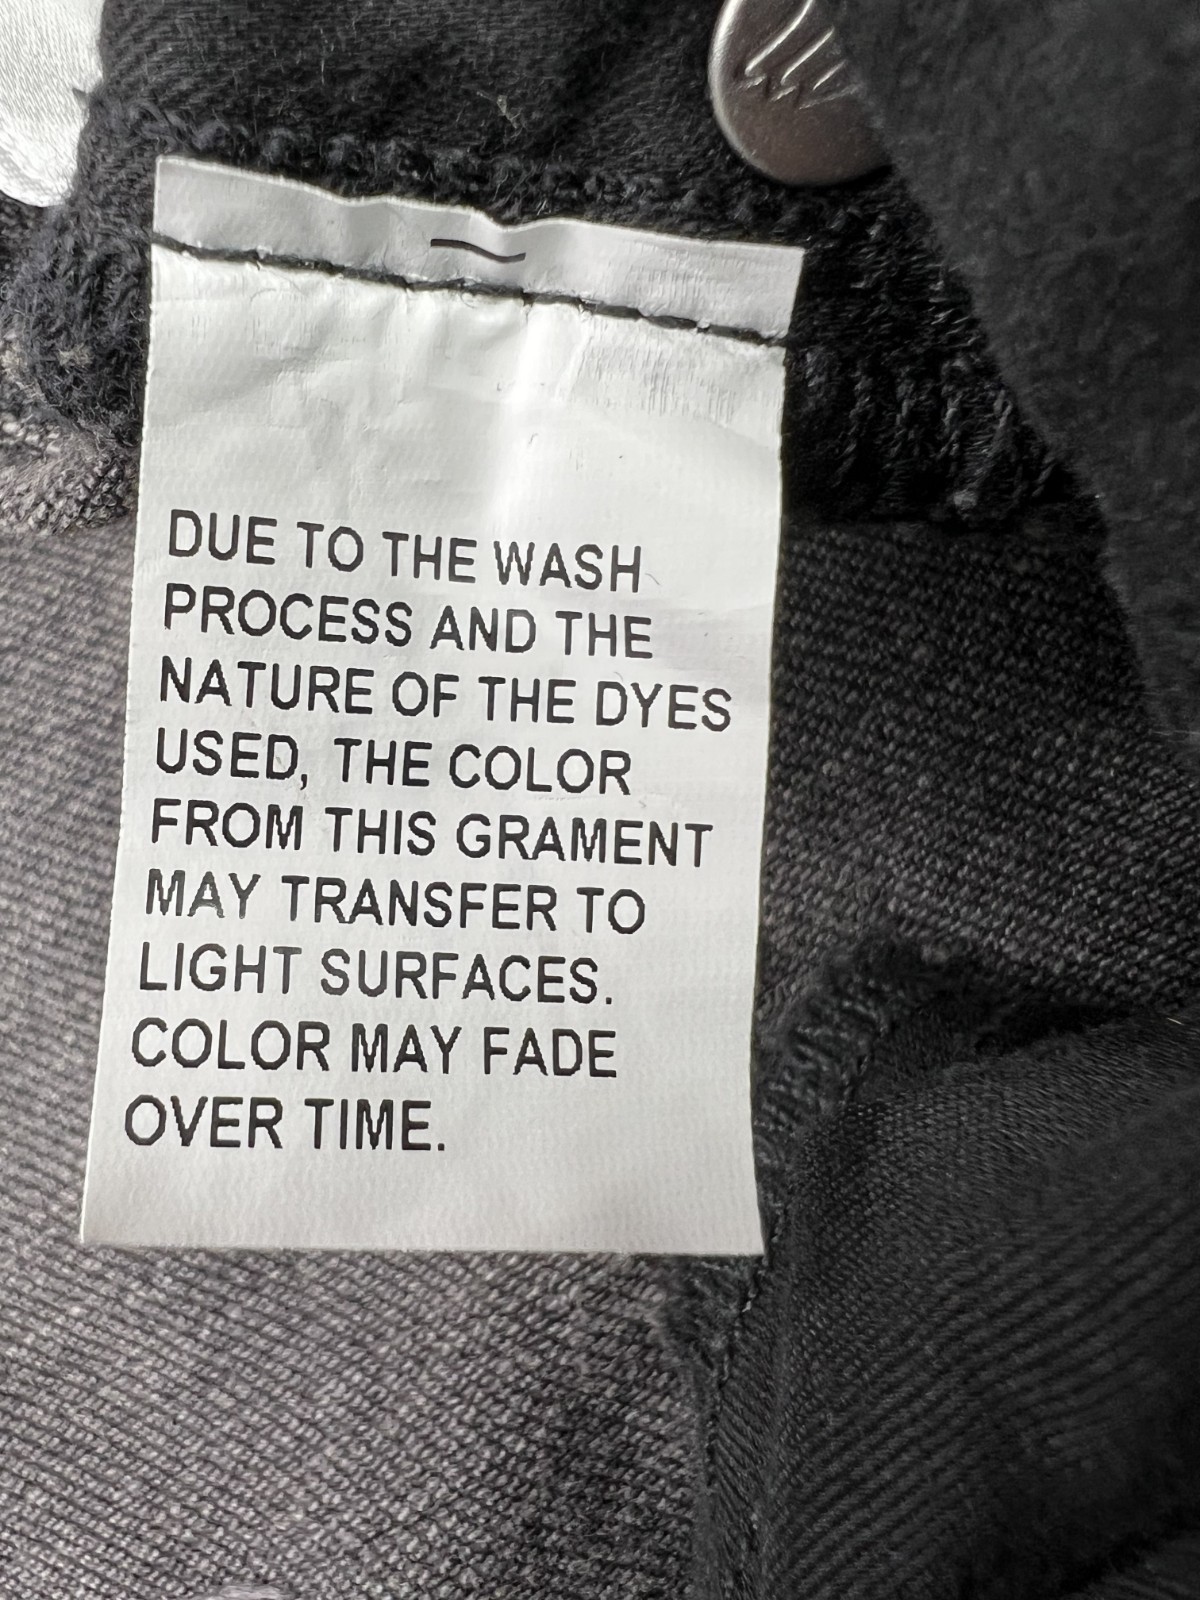 DUE TO THE WASH
PROCESS AND THE
NATURE OF THE DYES
USED, THE COLOR
FROM THIS GRAMENT
MAY TRANSFER TO
LIGHT SURFACES.
COLOR MAY FADE
OVER TIME.